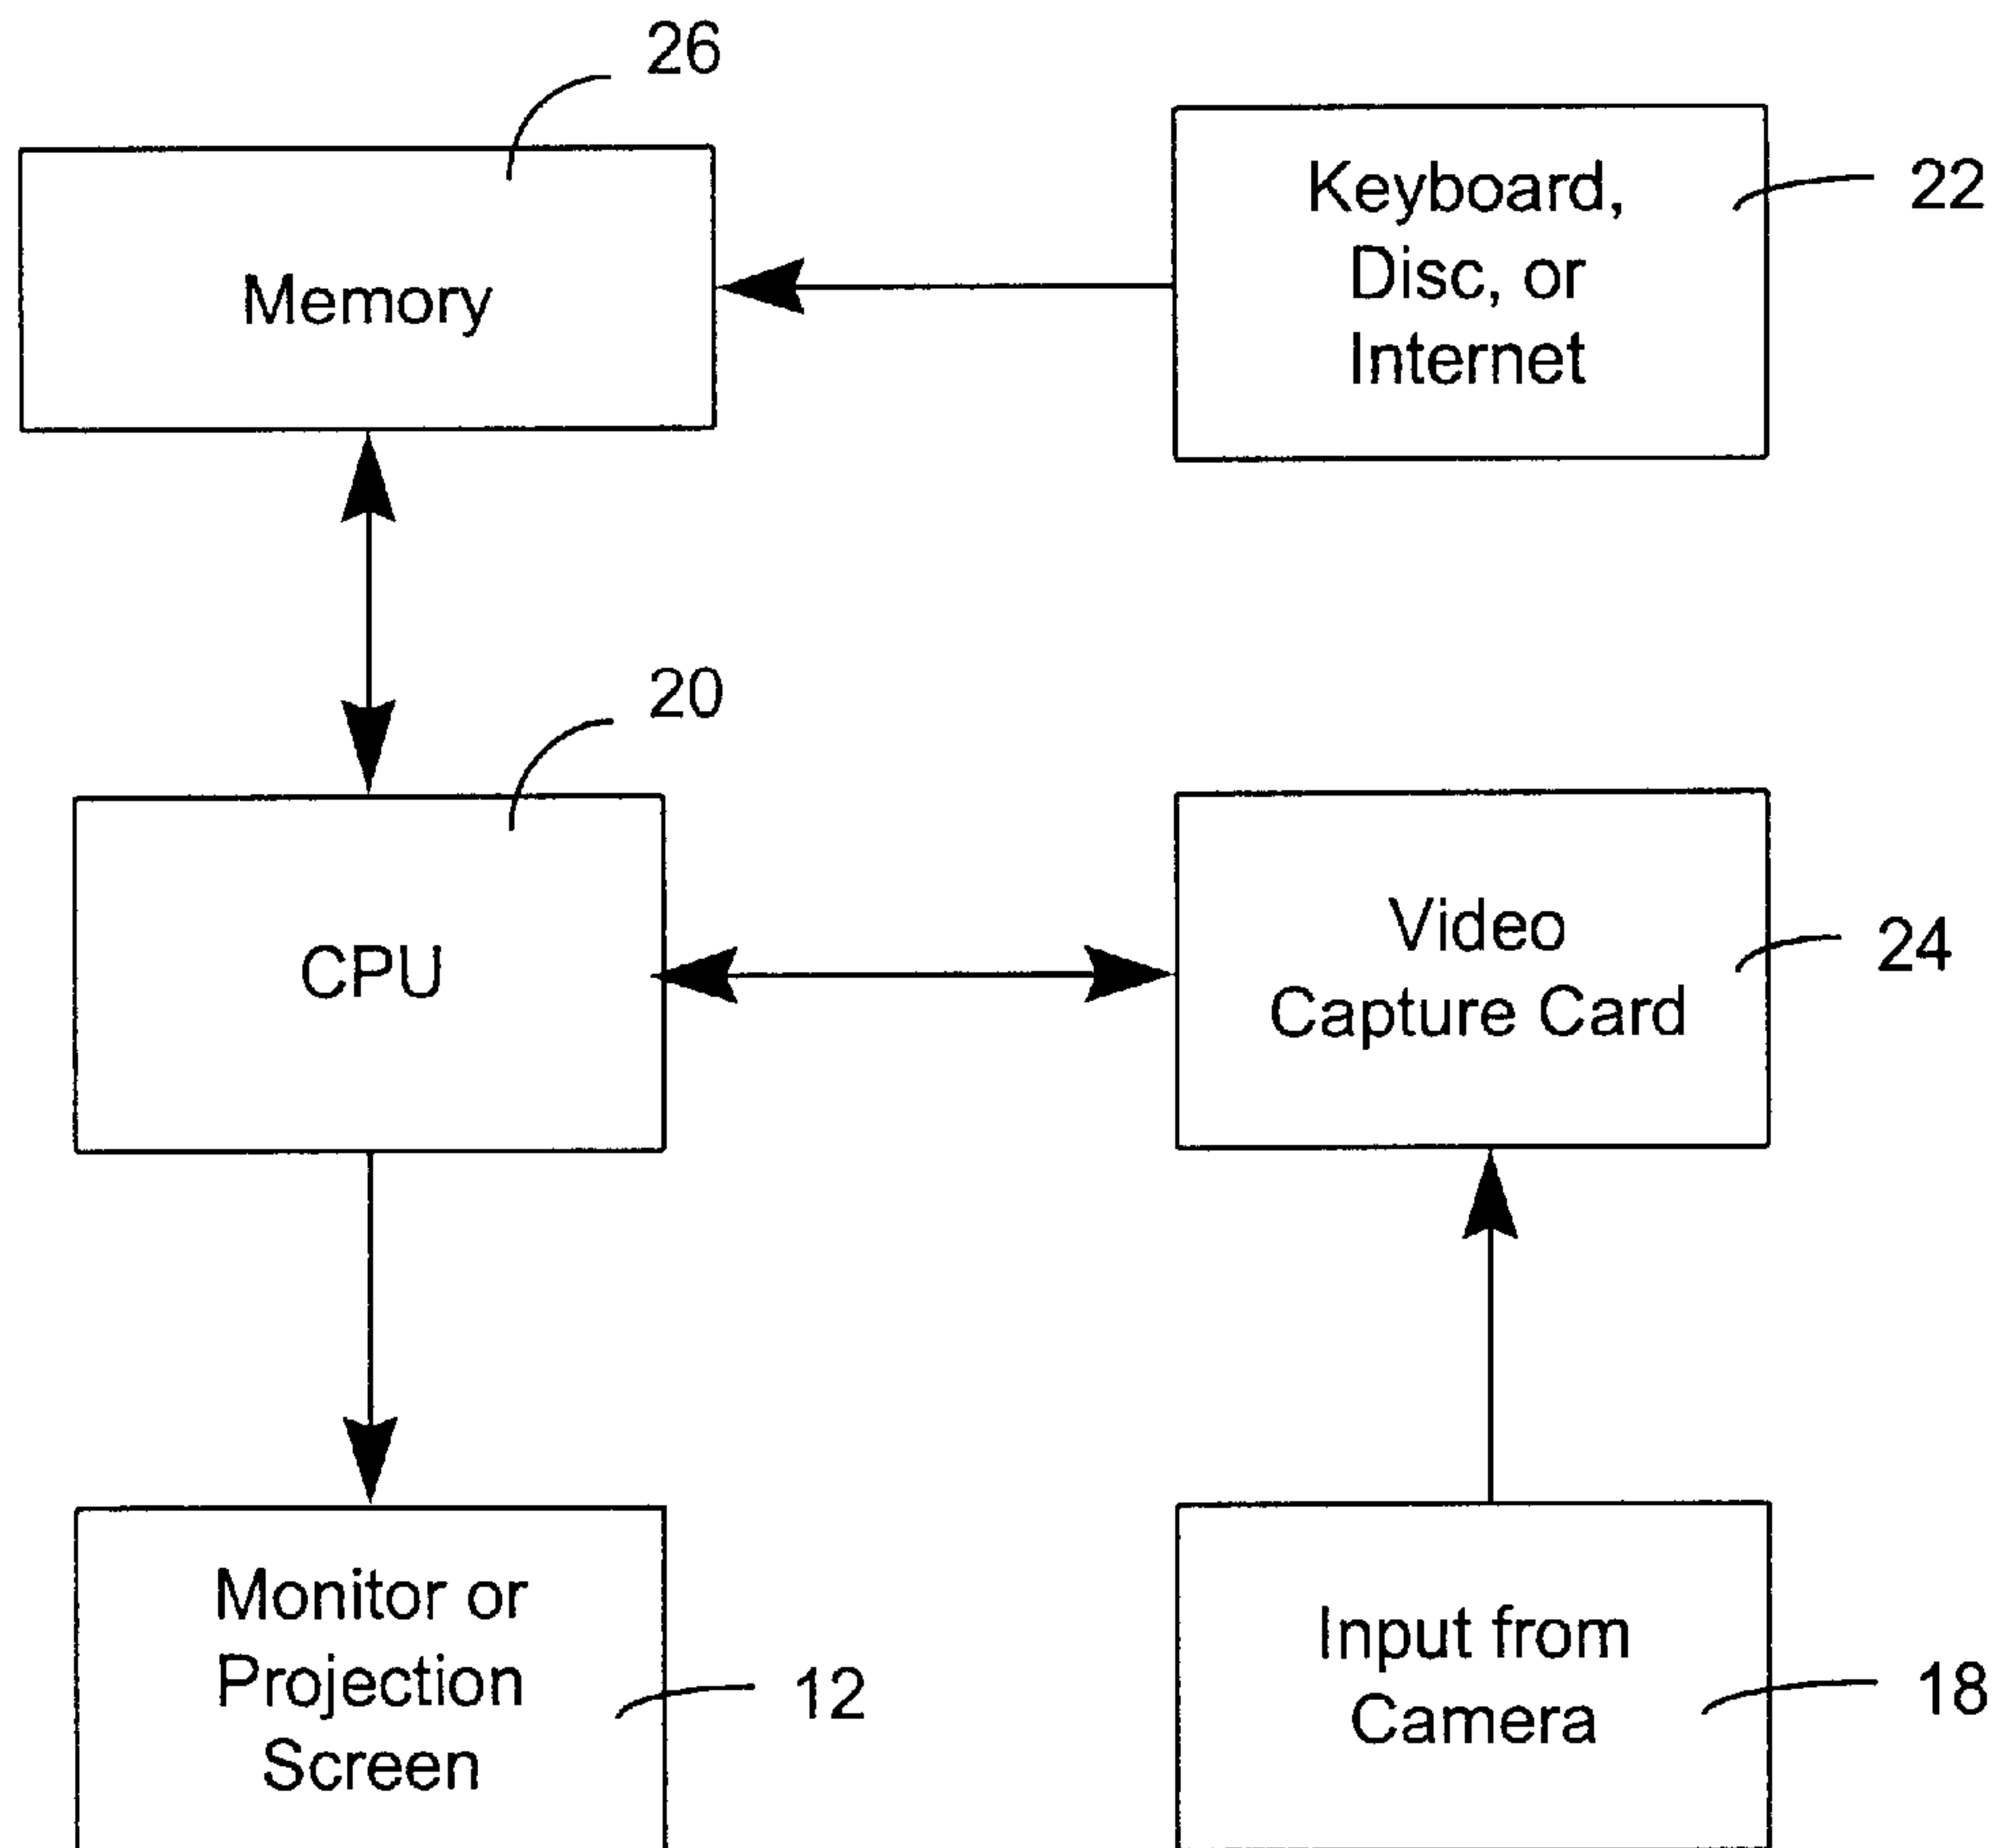 26
Memory
Keyboard,
Disc, or
Internet
22
20
CPU
Video
Capture Card
24
Monitor or
Projection
Screen
12
Input from
Camera
18